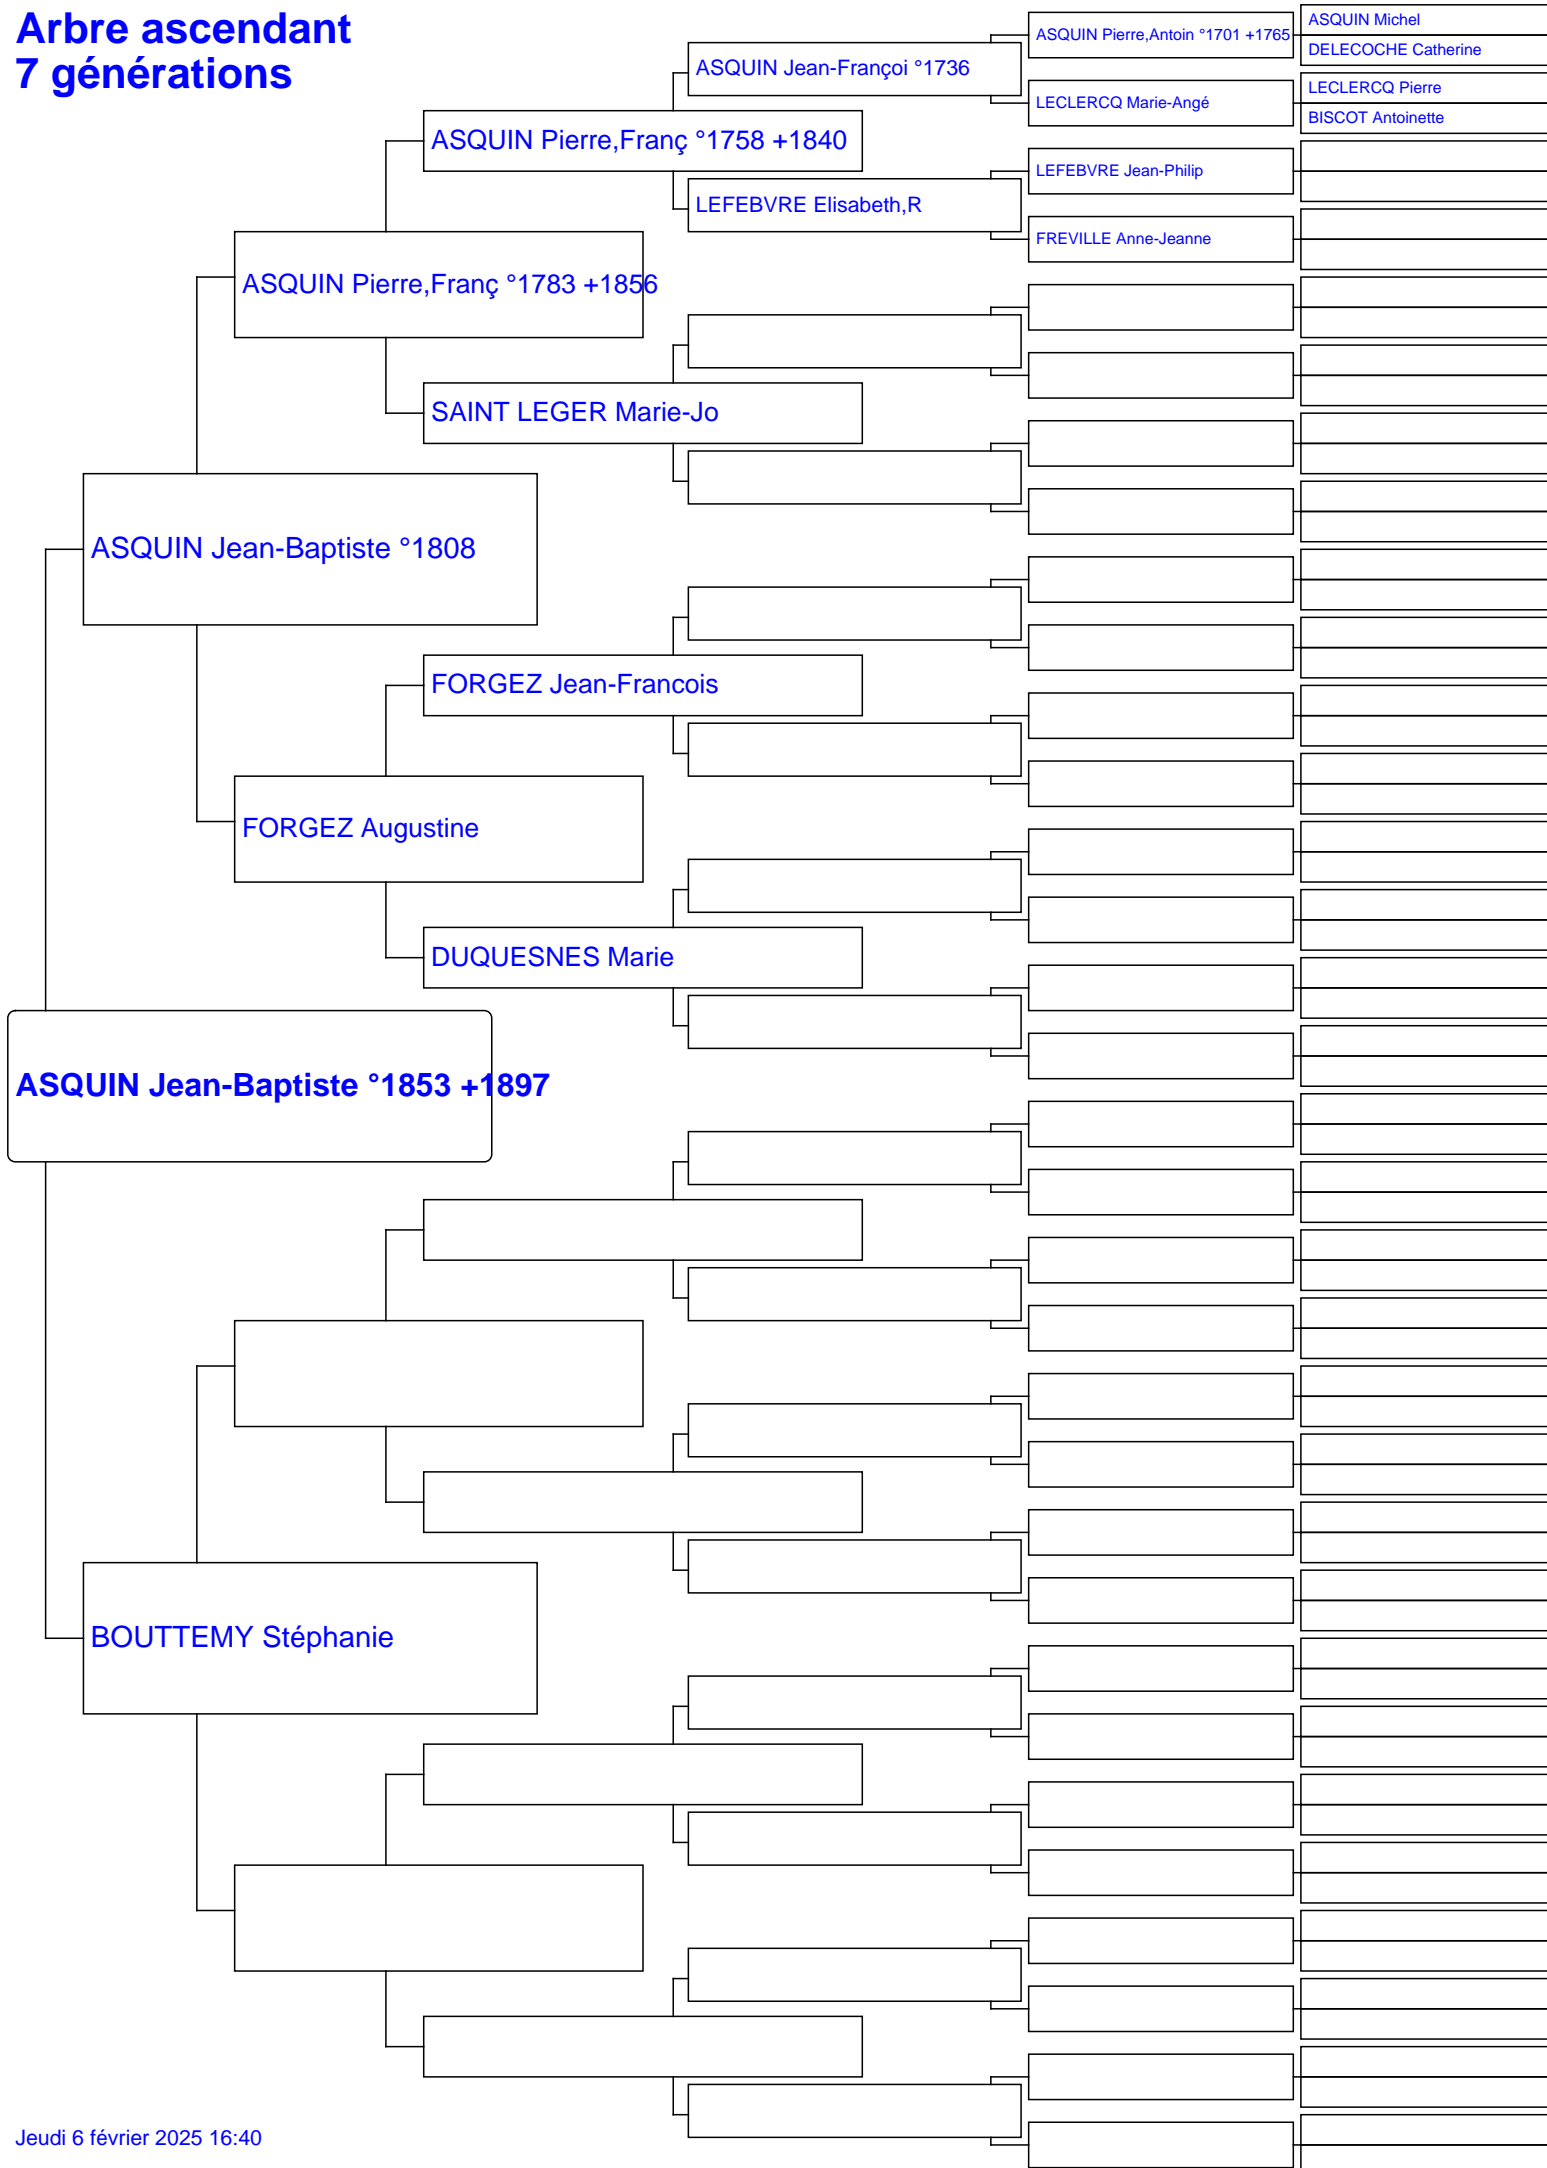 Arbre ascendant
7 générations
ASQUIN Michel
ASQUIN Pierre,Antoin °1701 +1765
DELECOCHE Catherine
ASQUIN Jean-Françoi °1736
LECLERCQ Pierre
LECLERCQ Marie-Angé
BISCOT Antoinette
ASQUIN Pierre,Franç °1758 +1840
LEFEBVRE Jean-Philip
LEFEBVRE Elisabeth,R
FREVILLE Anne-Jeanne
ASQUIN Pierre,Franç °1783 +1856
SAINT LEGER Marie-Jo
ASQUIN Jean-Baptiste °1808
FORGEZ Jean-Francois
FORGEZ Augustine
DUQUESNES Marie
ASQUIN Jean-Baptiste °1853 +1897
BOUTTEMY Stéphanie
Jeudi 6 février 2025 16:40